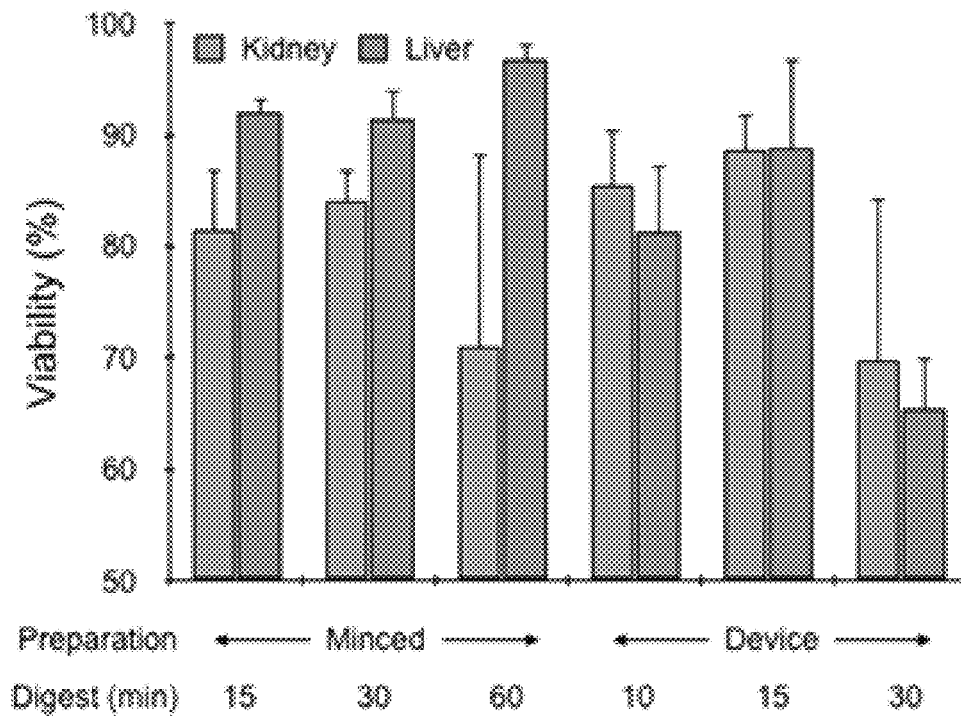 100
Kidney Liver
90
80
70
60
50
Viability (%)
Preparation Minced Device
Digest (min) 15 30 60 10 15 30